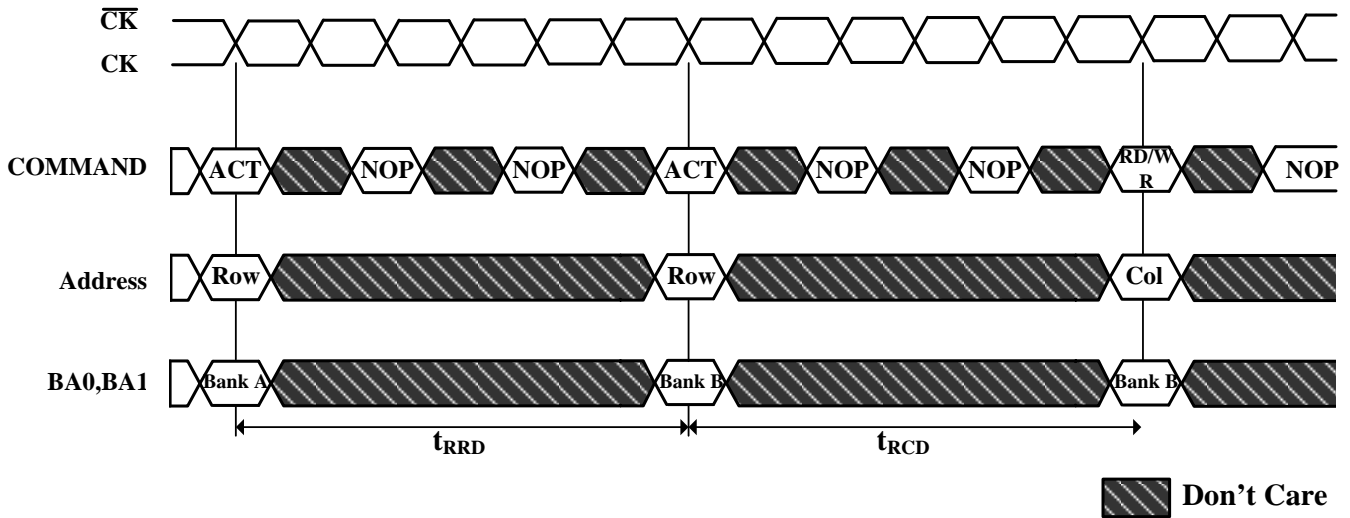 C̅K̅
CK
COMMAND ACT NOP NOP ACT NOP NOP RD/W
R NOP
Address Row Row Col
BA0,BA1 Bank A Bank B Bank B
tRRD tRCD
Don't Care